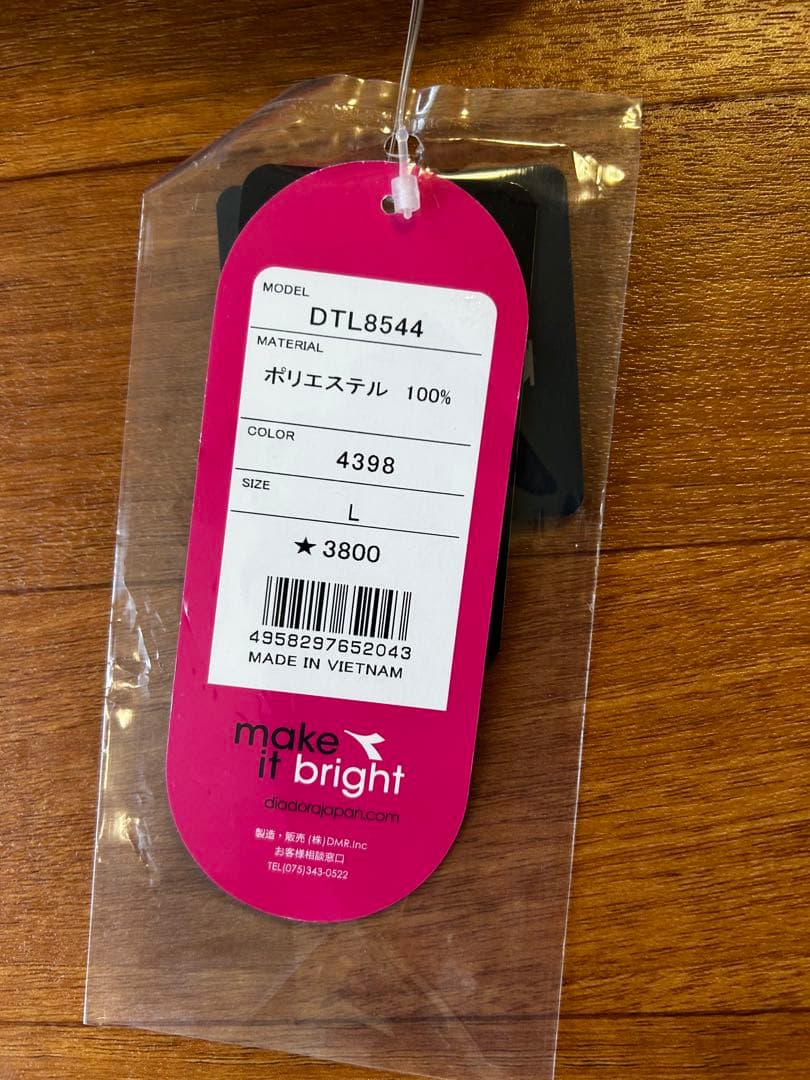 MODEL
DTL8544
MATERIAL
ポリエステル 100%
COLOR
4398
SIZE
L
★3800
4958297652043
MADE IN VIETNAM
make
it bright
diadorajapan.com
製造・販売 (株)DMR.Inc
お客様相談窓口
TEL(075)343-0522